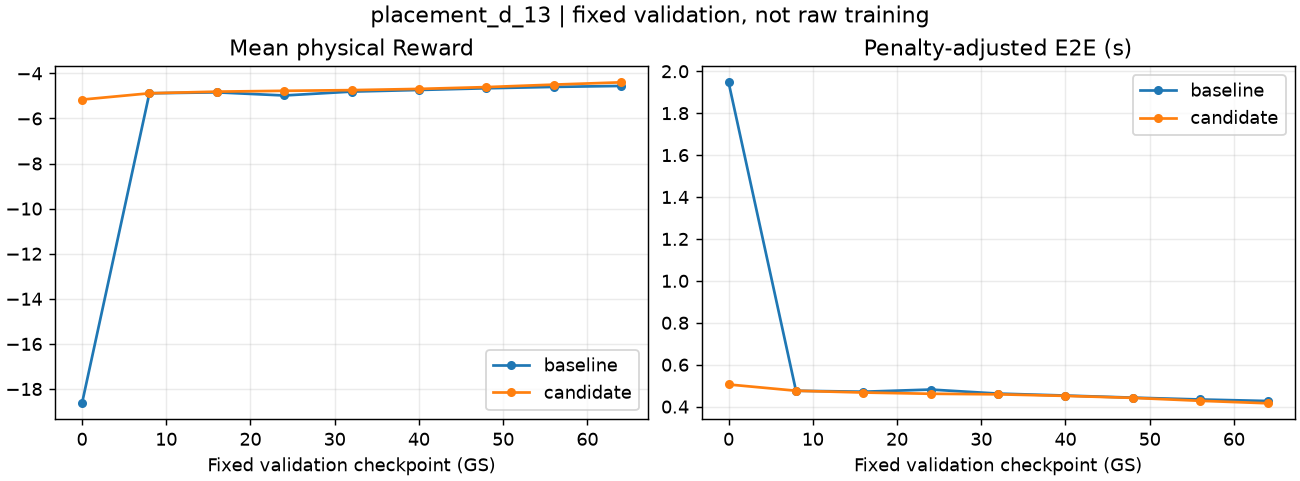 placement_d_13 | fixed validation, not raw training
Mean physical Reward
−4
−6
−8
−10
−12
−14
−16
−18
0 10 20 30 40 50 60
Fixed validation checkpoint (GS)
baseline
candidate
Penalty-adjusted E2E (s)
2.0
1.8
1.6
1.4
1.2
1.0
0.8
0.6
0.4
0 10 20 30 40 50 60
Fixed validation checkpoint (GS)
baseline
candidate